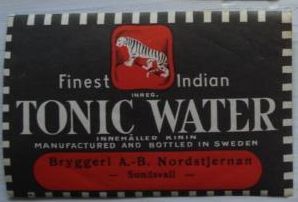 Finest Indian
INREG.
TONIC WATER
INNEHÅLLER KININ
MANUFACTURED AND BOTTLED IN SWEDEN
Bryggeri A.-B. Nordstjernan
— Sundsvall —